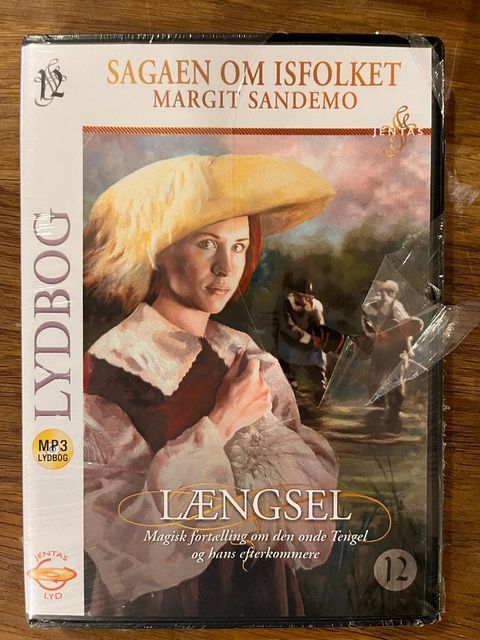 12
SAGAEN OM ISFOLKET
MARGIT SANDEMO
JENTAS
LYDBOG
MP3
LYDBOG
LÆNGSEL
Magisk fortælling om den onde Tengel
og hans efterkommere
12
JENTAS
LYD